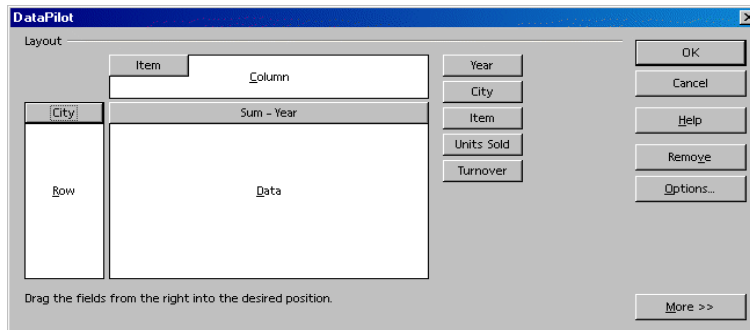 DataPilot
Layout
Item
Column
City
Sum - Year
Row
Data
Year
City
Item
Units Sold
Turnover
OK
Cancel
Help
Remove
Options...
Drag the fields from the right into the desired position.
More >>